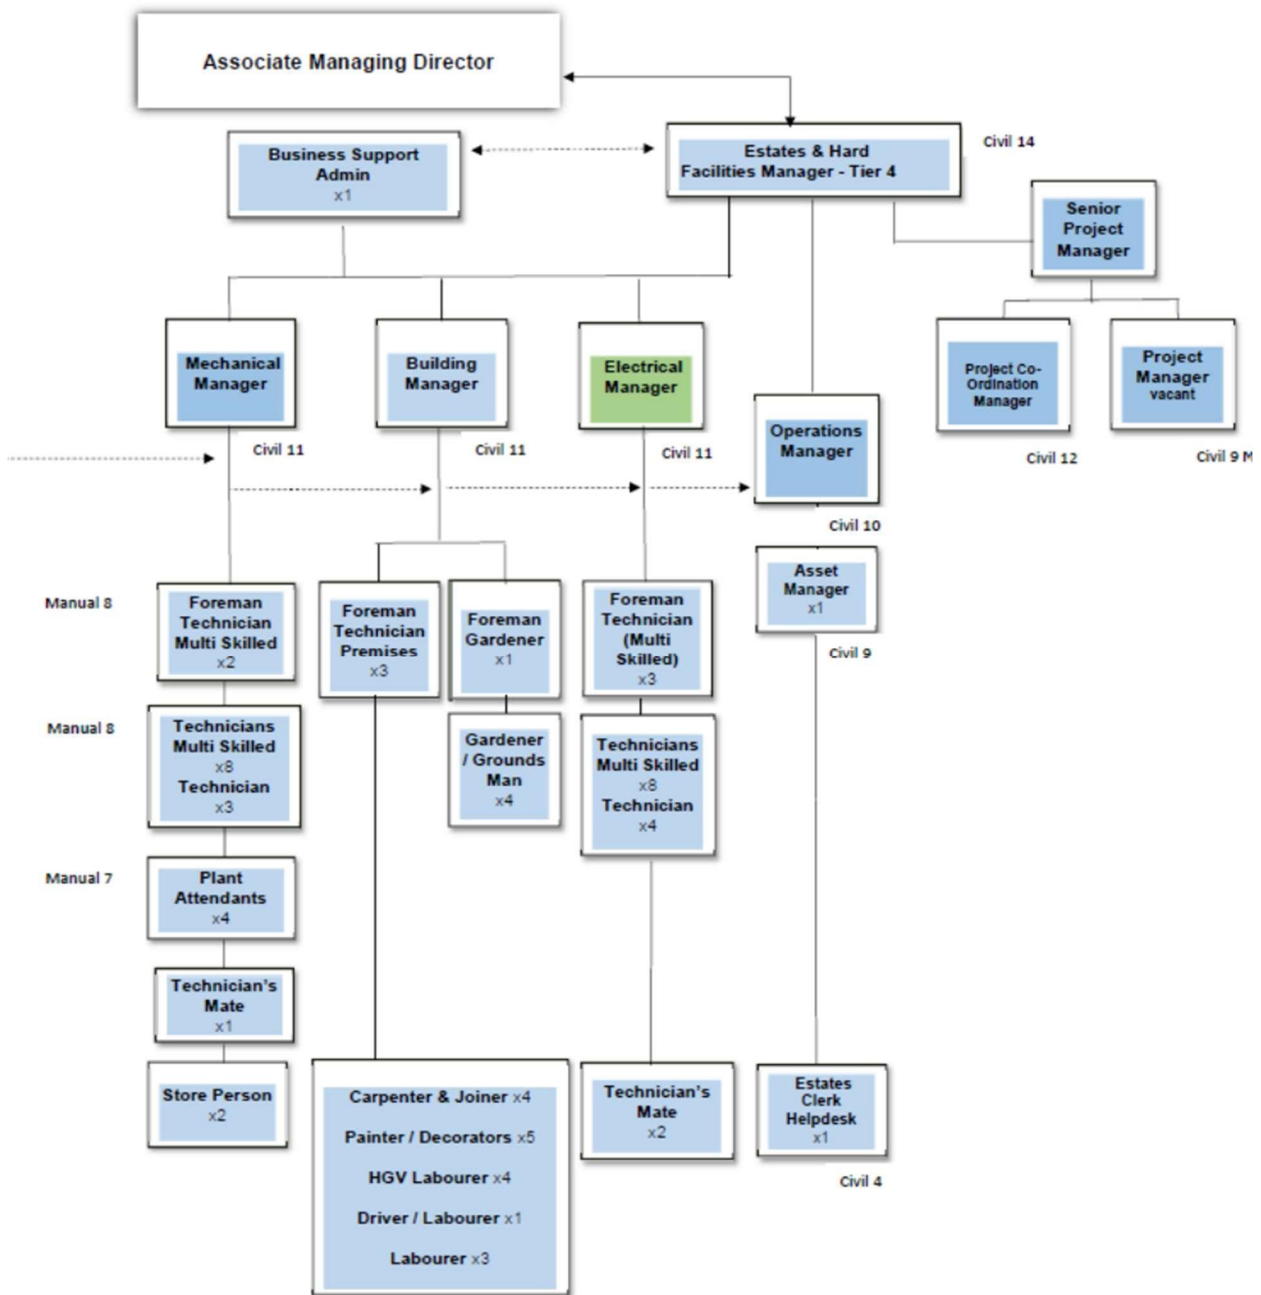 Associate Managing Director
Business Support
Admin
x1
Estates & Hard
Facilities Manager - Tier 4
Civil 14
Senior
Project
Manager
Mechanical
Manager
Civil 11
Building
Manager
Civil 11
Electrical
Manager
Civil 11
Operations
Manager
Civil 10
Project Co-
Ordination
Manager
Civil 12
Project
Manager
vacant
Civil 9 M
Manual 8
Foreman
Technician
Multi Skilled
x2
Foreman
Technician
Premises
x3
Foreman
Gardener
x1
Foreman
Technician
(Multi
Skilled)
x3
Asset
Manager
x1
Civil 9
Manual 8
Technicians
Multi Skilled
x8
Technician
x3
Gardener
/ Grounds
Man
x4
Technicians
Multi Skilled
x8
Technician
x4
Manual 7
Plant
Attendants
x4
Technician's
Mate
x1
Store Person
x2
Carpenter & Joiner x4
Painter / Decorators x5
HGV Labourer x4
Driver / Labourer x1
Labourer x3
Technician's
Mate
x2
Estates
Clerk
Helpdesk
x1
Civil 4